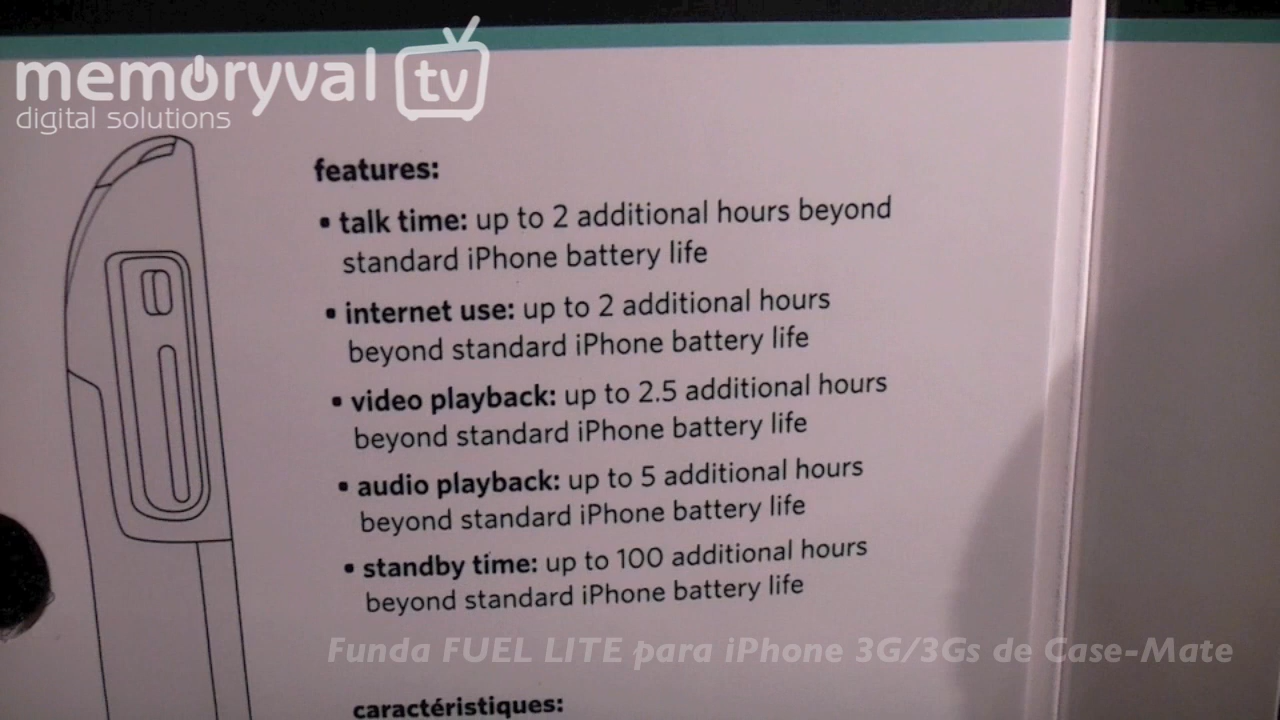 memoryval tv
digital solutions
features:
• talk time: up to 2 additional hours beyond
standard iPhone battery life
• internet use: up to 2 additional hours
beyond standard iPhone battery life
• video playback: up to 2.5 additional hours
beyond standard iPhone battery life
• audio playback: up to 5 additional hours
beyond standard iPhone battery life
• standby time: up to 100 additional hours
beyond standard iPhone battery life
Funda FUEL LITE para iPhone 3G/3Gs de Case-Mate
caractéristiques: